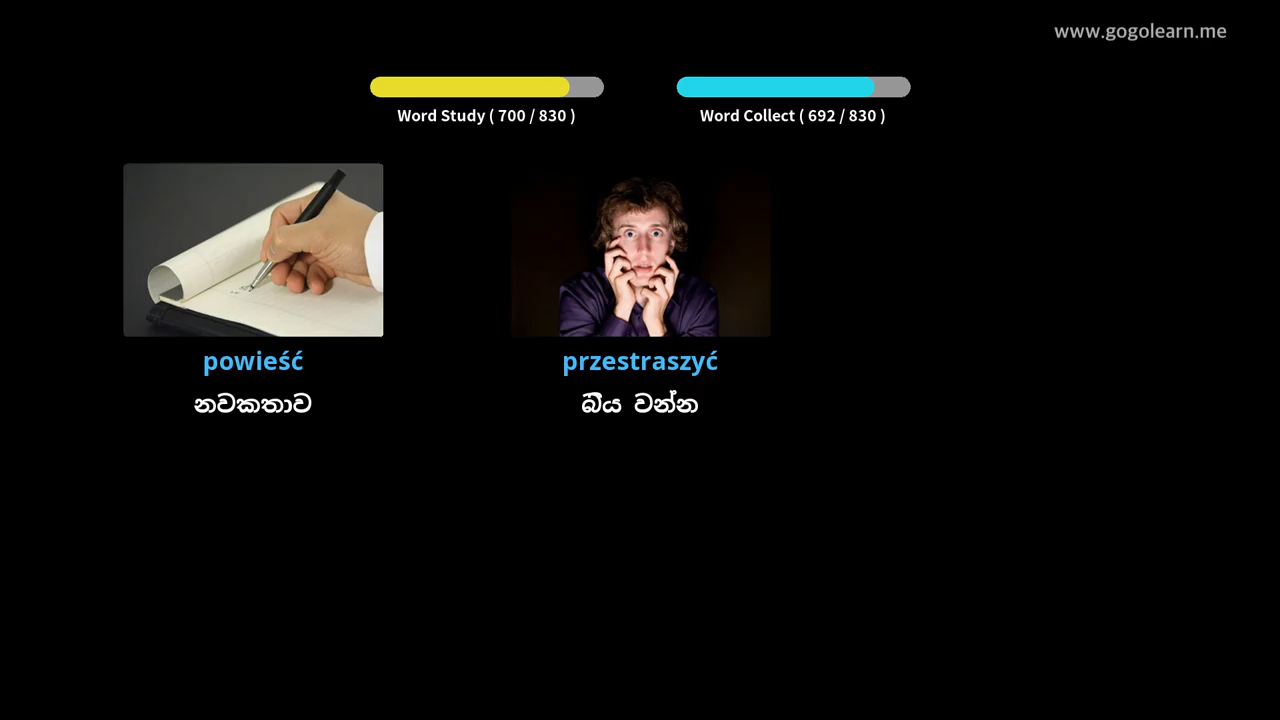 www.gogolearn.me
Word Study ( 700 / 830 )
Word Collect ( 692 / 830 )
powieść
przestraszyć
නවකතාව
බිය වන්න